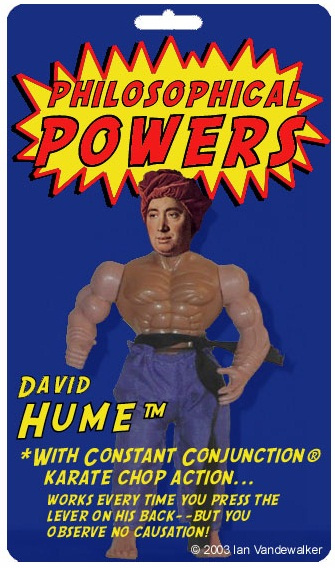 PHILOSOPHICAL
POWERS
DAVID
HUME™
*WITH CONSTANT CONJUNCTION®
KARATE CHOP ACTION...
WORKS EVERY TIME YOU PRESS THE
LEVER ON HIS BACK--BUT YOU
OBSERVE NO CAUSATION!
© 2003 Ian Vandewalker